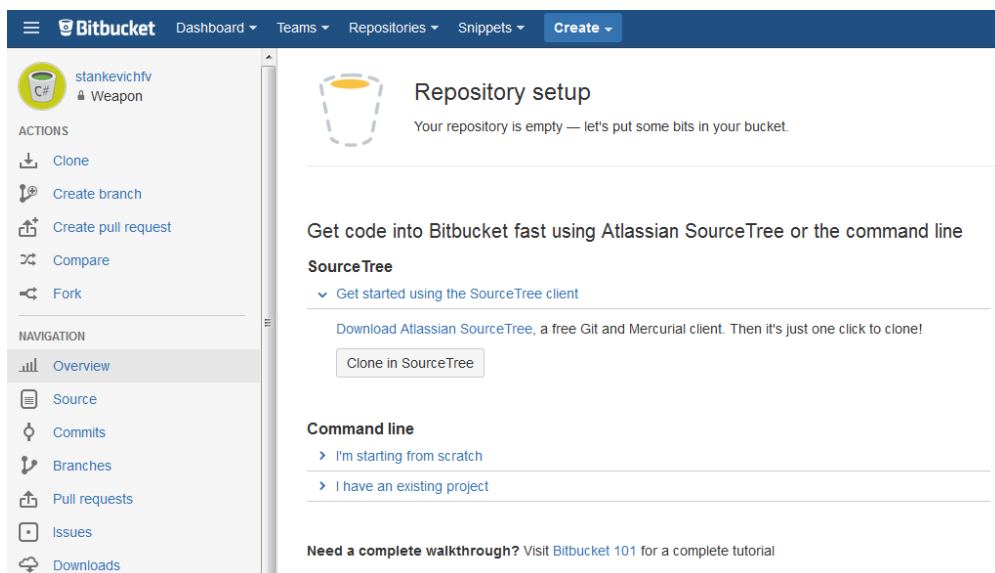 Bitbucket Dashboard Teams Repositories Snippets Create
stankevichfv
Weapon
C#
ACTIONS
Clone
Create branch
Create pull request
Compare
Fork
NAVIGATION
Overview
Source
Commits
Branches
Pull requests
Issues
Downloads
Repository setup
Your repository is empty — let's put some bits in your bucket.
Get code into Bitbucket fast using Atlassian SourceTree or the command line
SourceTree
Get started using the SourceTree client
Download Atlassian SourceTree, a free Git and Mercurial client. Then it's just one click to clone!
Clone in SourceTree
Command line
I'm starting from scratch
I have an existing project
Need a complete walkthrough? Visit Bitbucket 101 for a complete tutorial